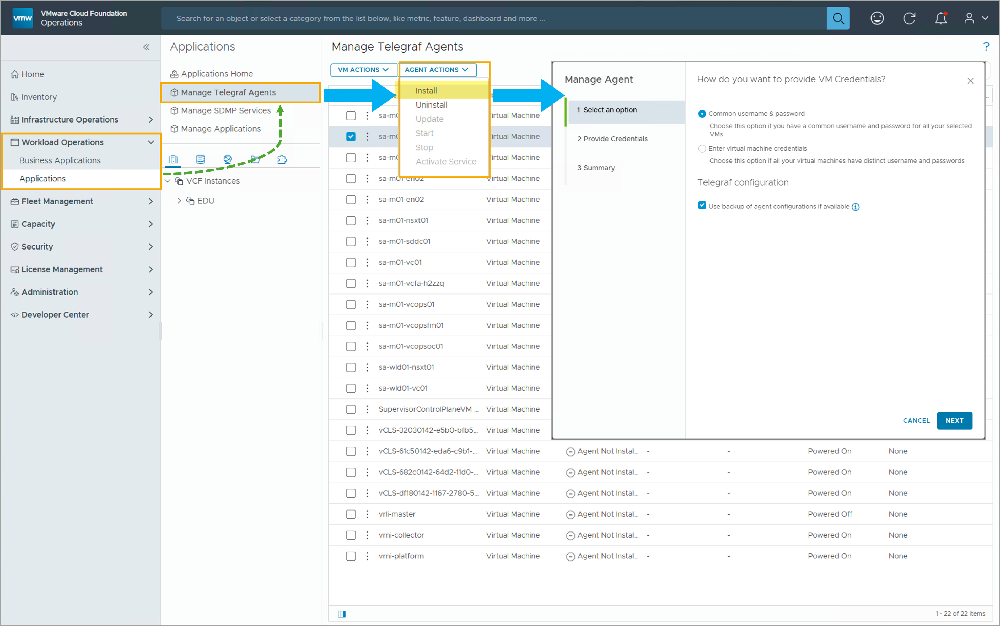 vmw
VMware Cloud Foundation
Operations
Search for an object or select a category from the list below; like metric, feature, dashboard and more ...
Home
Inventory
Infrastructure Operations
Workload Operations
Business Applications
Applications
Fleet Management
Capacity
Security
License Management
Administration
Developer Center
Applications
Applications Home
Manage Telegraf Agents
Manage SDMP Services
Manage Applications
VCF Instances
EDU
Manage Telegraf Agents
?
VM ACTIONS
AGENT ACTIONS
Install
Uninstall
Update
Start
Stop
Activate Service
sa-m0 Virtual Machine
sa-m0 Virtual Machine
sa-m0 Virtual Machine
sa-m01-en02 Virtual Machine
sa-m01-en02 Virtual Machine
sa-m01-nsxt01 Virtual Machine
sa-m01-sddc01 Virtual Machine
sa-m01-vc01 Virtual Machine
sa-m01-vcfa-h2zzq Virtual Machine
sa-m01-vcops01 Virtual Machine
sa-m01-vcopsfm01 Virtual Machine
sa-m01-vcopsoc01 Virtual Machine
sa-wld01-nsxt01 Virtual Machine
sa-wld01-vc01 Virtual Machine
SupervisorControlPlaneVM ... Virtual Machine
vCLS-32030142-e5b0-bfb5... Virtual Machine
vCLS-61c50142-eda6-c9b1-... Virtual Machine Agent Not Instal... - - Powered On None
vCLS-682c0142-64d2-11d0-... Virtual Machine Agent Not Instal... - - Powered On None
vCLS-df180142-1167-2780-5... Virtual Machine Agent Not Instal... - - Powered On None
vrli-master Virtual Machine Agent Not Instal... - - Powered Off None
vrni-collector Virtual Machine Agent Not Instal... - - Powered On None
vrni-platform Virtual Machine Agent Not Instal... - - Powered On None
1 - 22 of 22 items
Manage Agent
1 Select an option
2 Provide Credentials
3 Summary
How do you want to provide VM Credentials?
Common username & password
Choose this option if you have a common username and password for all your selected
VMs
Enter virtual machine credentials
Choose this option if all your virtual machines have distinct username and passwords
Telegraf configuration
Use backup of agent configurations if available
CANCEL
NEXT